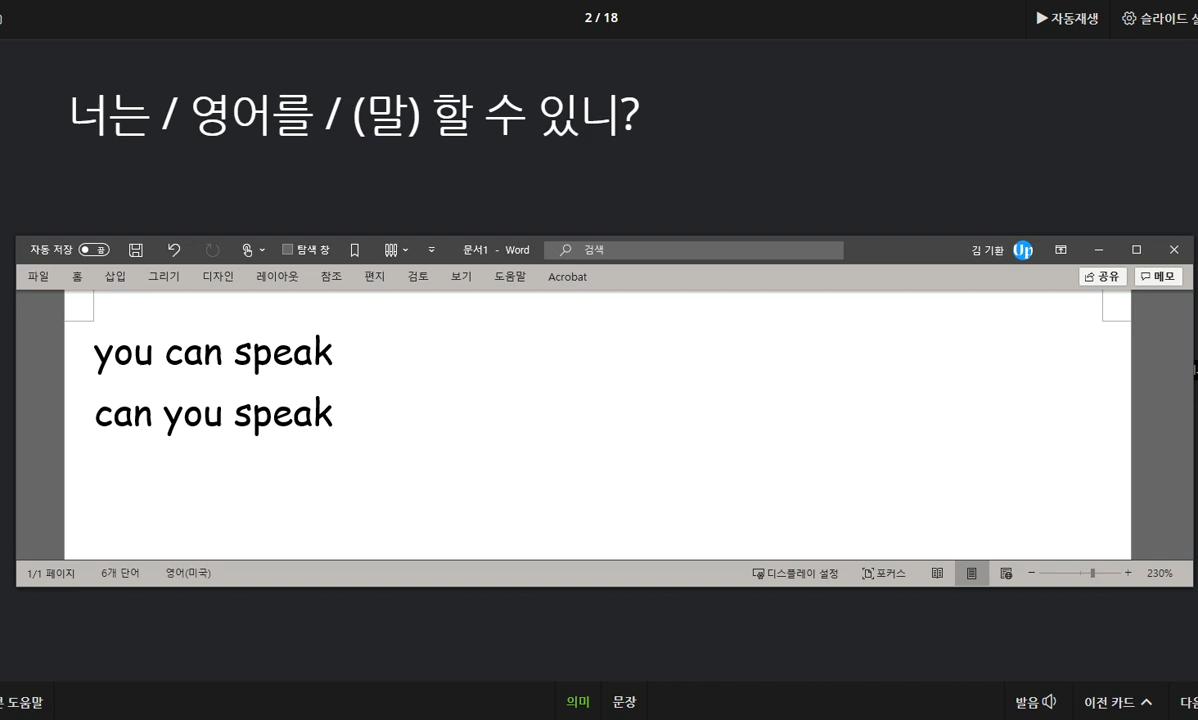 2 / 18
▶ 자동재생
슬라이드
너는 / 영어를 / (말) 할 수 있니?
자동 저장 끔
탐색 창
문서1 - Word
검색
김 기환
Up
파일 홈 삽입 그리기 디자인 레이아웃 참조 편지 검토 보기 도움말 Acrobat
공유
메모
you can speak
can you speak
1/1 페이지 6개 단어 영어(미국)
디스플레이 설정 포커스 − + 230%
도움말
의미 문장
발음 이전 카드